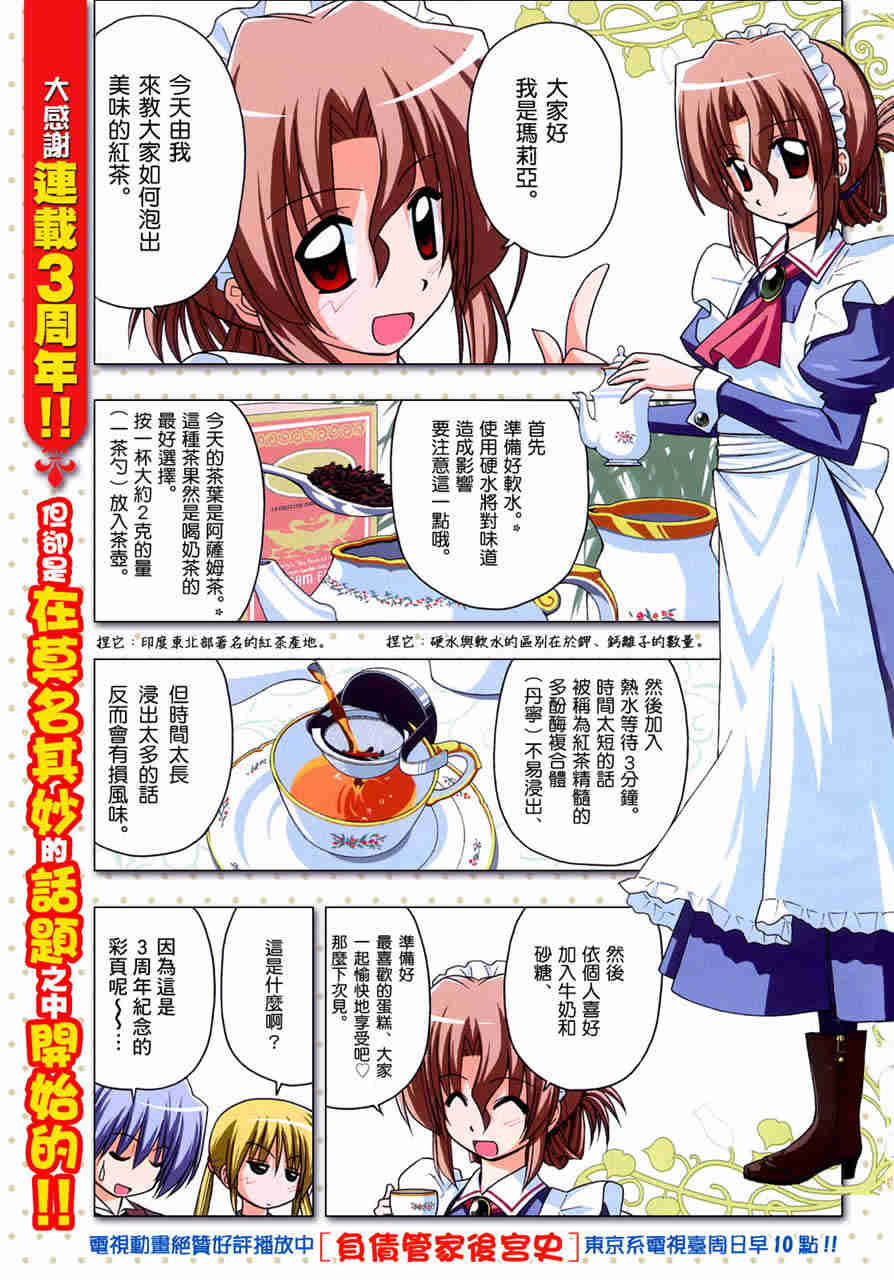 大感謝
連載3周年!!
但卻是
在莫名其妙
的
話題
之中
開始的!!
大家好
我是瑪莉亞。
今天由我
來教大家如何泡出
美味的紅茶。
首先
準備好軟水。*
使用硬水將對味道
造成影響
要注意這一點哦。
今天的茶葉是阿薩姆茶。*
這種茶果然是喝奶茶的
最好選擇。
按一杯大約2克的量
(一茶勺)放入茶壺。
捏它：硬水與軟水的區別在於鉀、鈣離子的數量。
捏它：印度東北部著名的紅茶產地。
然後加入
熱水等待3分鐘。
時間太短的話
被稱為紅茶精髓的
多酚酶複合體
(丹寧)不易浸出、
但時間太長
浸出太多的話
反而會有損風味。
然後
依個人喜好
加入牛奶和
砂糖、
準備好
最喜歡的蛋糕、大家
一起愉快地享受吧♡
那麼下次見。
這是什麼啊?
因為這是
3周年紀念的
彩頁呢～～…
電視動畫絕贊好評播放中[負債管家後宮史]東京系電視臺周日早10點!!